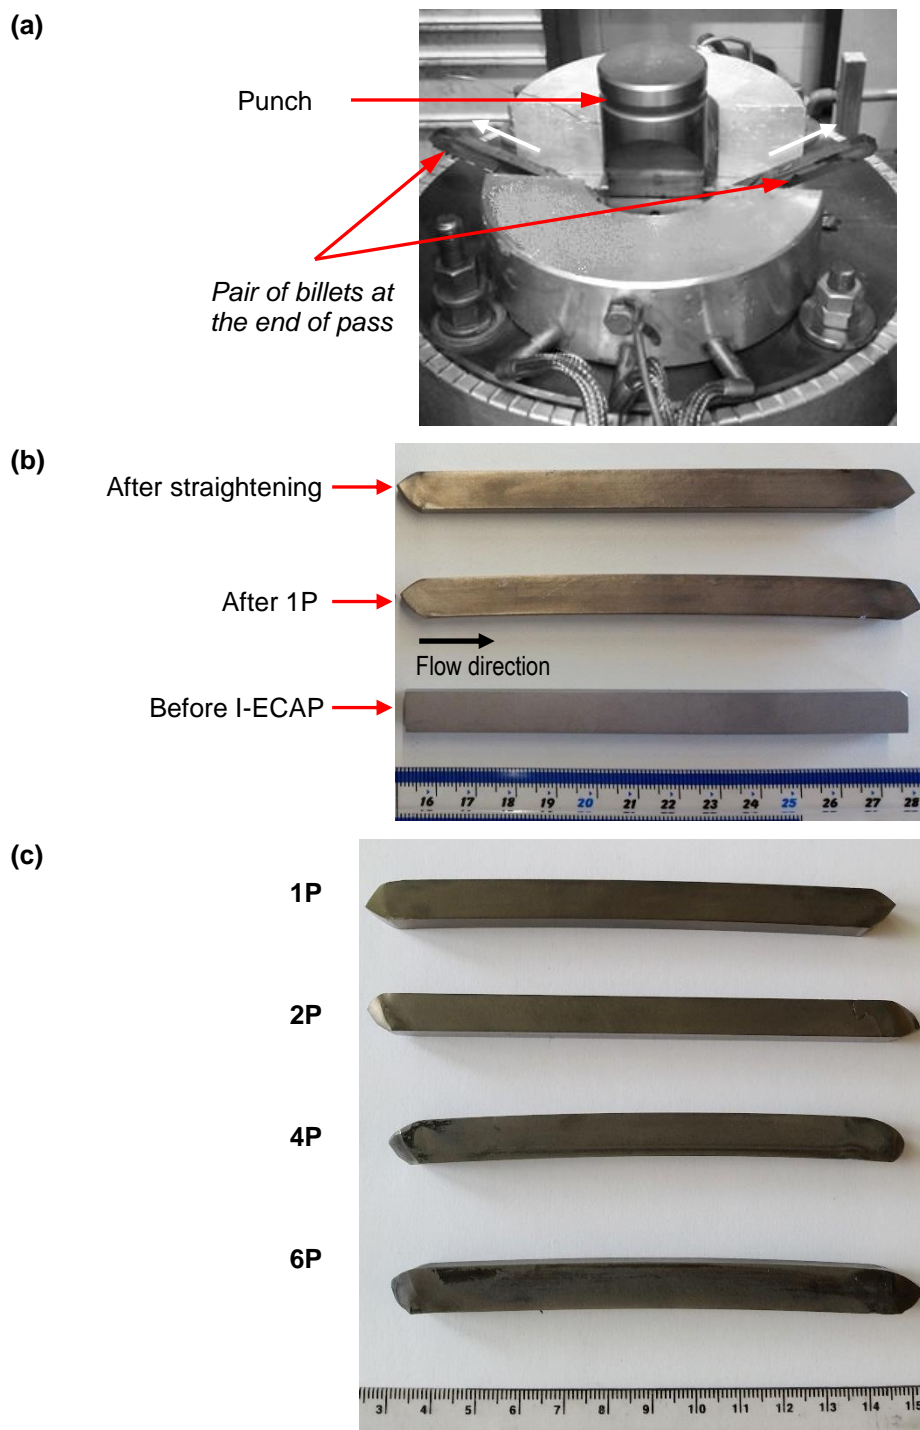 (a)
Punch
Pair of billets at
the end of pass
(b)
After straightening
After 1P
Flow direction
Before I-ECAP
16 17 18 19 20 21 22 23 24 25 26 27 28
(c)
1P
2P
4P
6P
3 4 5 6 7 8 9 10 11 12 13 14 15